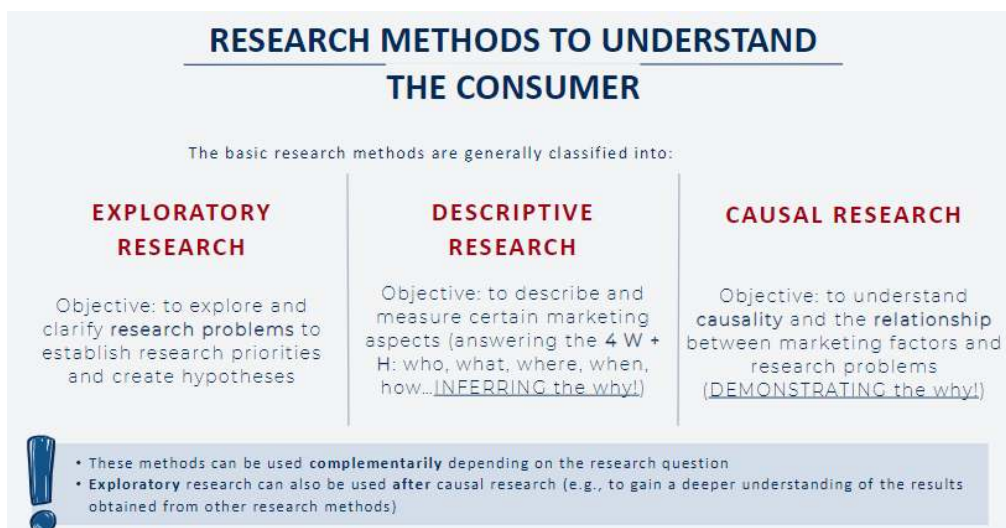 RESEARCH METHODS TO UNDERSTAND
THE CONSUMER
The basic research methods are generally classified into:
EXPLORATORY
RESEARCH
Objective: to explore and
clarify research problems to
establish research priorities
and create hypotheses
DESCRIPTIVE
RESEARCH
Objective: to describe and
measure certain marketing
aspects (answering the 4 W +
H: who, what, where, when,
how...INFERRING the why!)
CAUSAL RESEARCH
Objective: to understand
causality and the relationship
between marketing factors and
research problems
(DEMONSTRATING the why!)
• These methods can be used complementarily depending on the research question
• Exploratory research can also be used after causal research (e.g., to gain a deeper understanding of the results
obtained from other research methods)